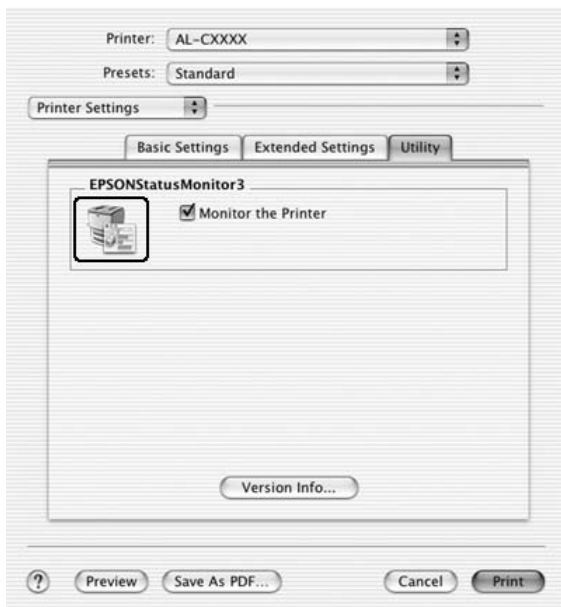 Printer: AL-CXXXX
Presets: Standard
Printer Settings
Basic Settings Extended Settings Utility
EPSONStatusMonitor3
Monitor the Printer
Version Info...
? Preview Save As PDF... Cancel Print